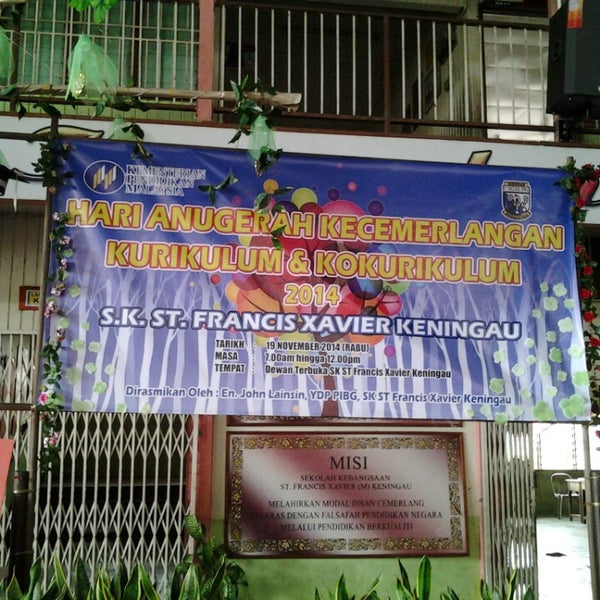 KEMENTERIAN
PENDIDIKAN
MALAYSIA
HARI ANUGERAH KECEMERLANGAN
KURIKULUM & KOKURIKULUM
2014
S.K. ST. FRANCIS XAVIER KENINGAU
TARIKH : 19 NOVEMBER 2014 (RABU)
MASA : 7.00am hingga 12.00pm
TEMPAT : Dewan Terbuka SK ST Francis Xavier Keningau
Dirasmikan Oleh : En. John Lainsin, YDP PIBG, SK ST Francis Xavier Keningau
MISI
SEKOLAH KEBANGSAAN
ST. FRANCIS XAVIER (M) KENINGAU
MELAHIRKAN MODAL INSAN CEMERLANG
SELARAS DENGAN FALSAFAH PENDIDIKAN NEGARA
MELALUI PENDIDIKAN BERKUALITI